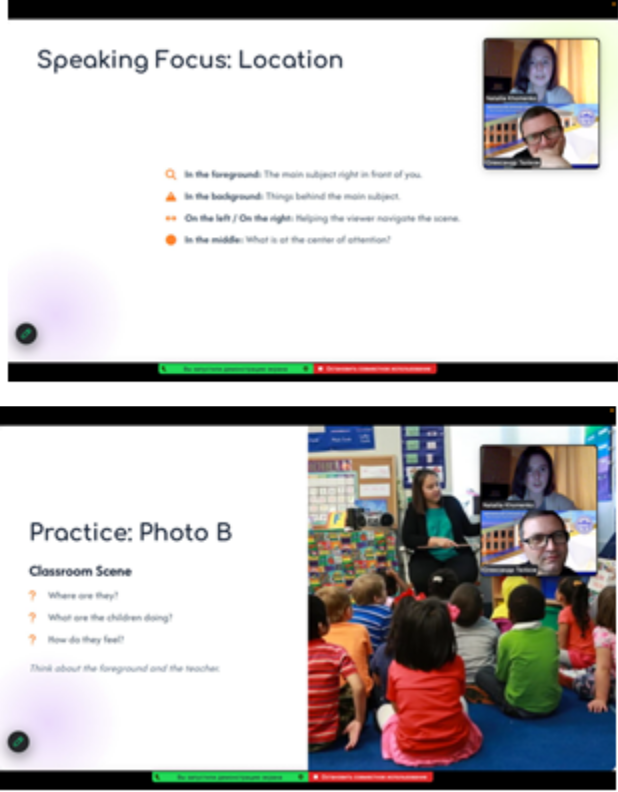 Speaking Focus: Location
Natalia Khomenko
In the foreground: The main subject right in front of you.
In the background: Things behind the main subject.
On the left / On the right: Helping the viewer navigate the scene.
In the middle: What is at the center of attention?
Вы запустили демонстрацию экрана
Остановить совместное использование
Practice: Photo B
Natalia Khomenko
Classroom Scene
Where are they?
What are the children doing?
How do they feel?
Think about the foreground and the teacher.
Вы запустили демонстрацию экрана
Остановить совместное использование